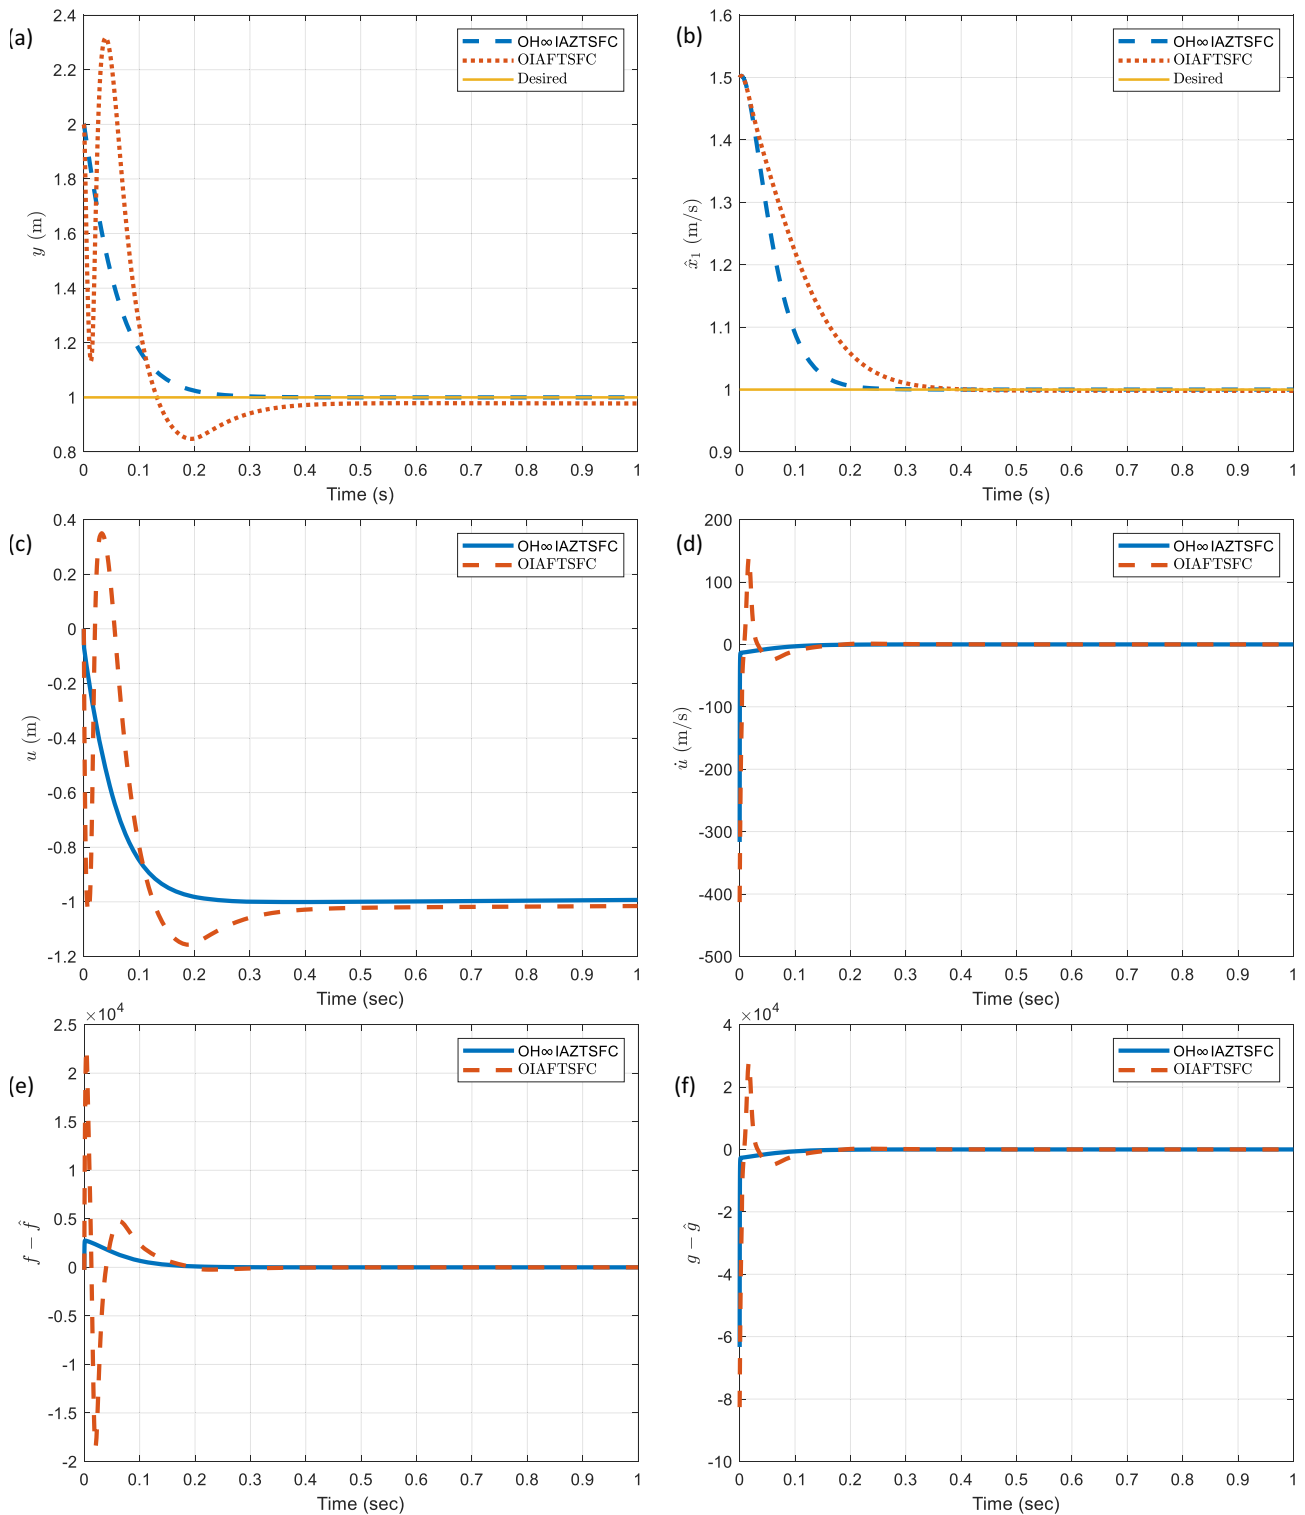 (a)
2.4
2.2
2
1.8
1.6
1.4
1.2
1
0.8
y (m)
0 0.1 0.2 0.3 0.4 0.5 0.6 0.7 0.8 0.9 1
Time (s)
OH∞IAZTSFC
OIAFTSFC
Desired
(b)
1.6
1.5
1.4
1.3
1.2
1.1
1
0.9
x̂₁ (m/s)
0 0.1 0.2 0.3 0.4 0.5 0.6 0.7 0.8 0.9 1
Time (s)
OH∞IAZTSFC
OIAFTSFC
Desired
(c)
0.4
0.2
0
-0.2
-0.4
-0.6
-0.8
-1
-1.2
u (m)
0 0.1 0.2 0.3 0.4 0.5 0.6 0.7 0.8 0.9 1
Time (sec)
OH∞IAZTSFC
OIAFTSFC
(d)
200
100
0
-100
-200
-300
-400
-500
u̇ (m/s)
0 0.1 0.2 0.3 0.4 0.5 0.6 0.7 0.8 0.9 1
Time (sec)
OH∞IAZTSFC
OIAFTSFC
(e)
×10⁴
2.5
2
1.5
1
0.5
0
-0.5
-1
-1.5
-2
f − f̂
0 0.1 0.2 0.3 0.4 0.5 0.6 0.7 0.8 0.9 1
Time (sec)
OH∞IAZTSFC
OIAFTSFC
(f)
×10⁴
4
2
0
-2
-4
-6
-8
-10
g − ĝ
0 0.1 0.2 0.3 0.4 0.5 0.6 0.7 0.8 0.9 1
Time (sec)
OH∞IAZTSFC
OIAFTSFC